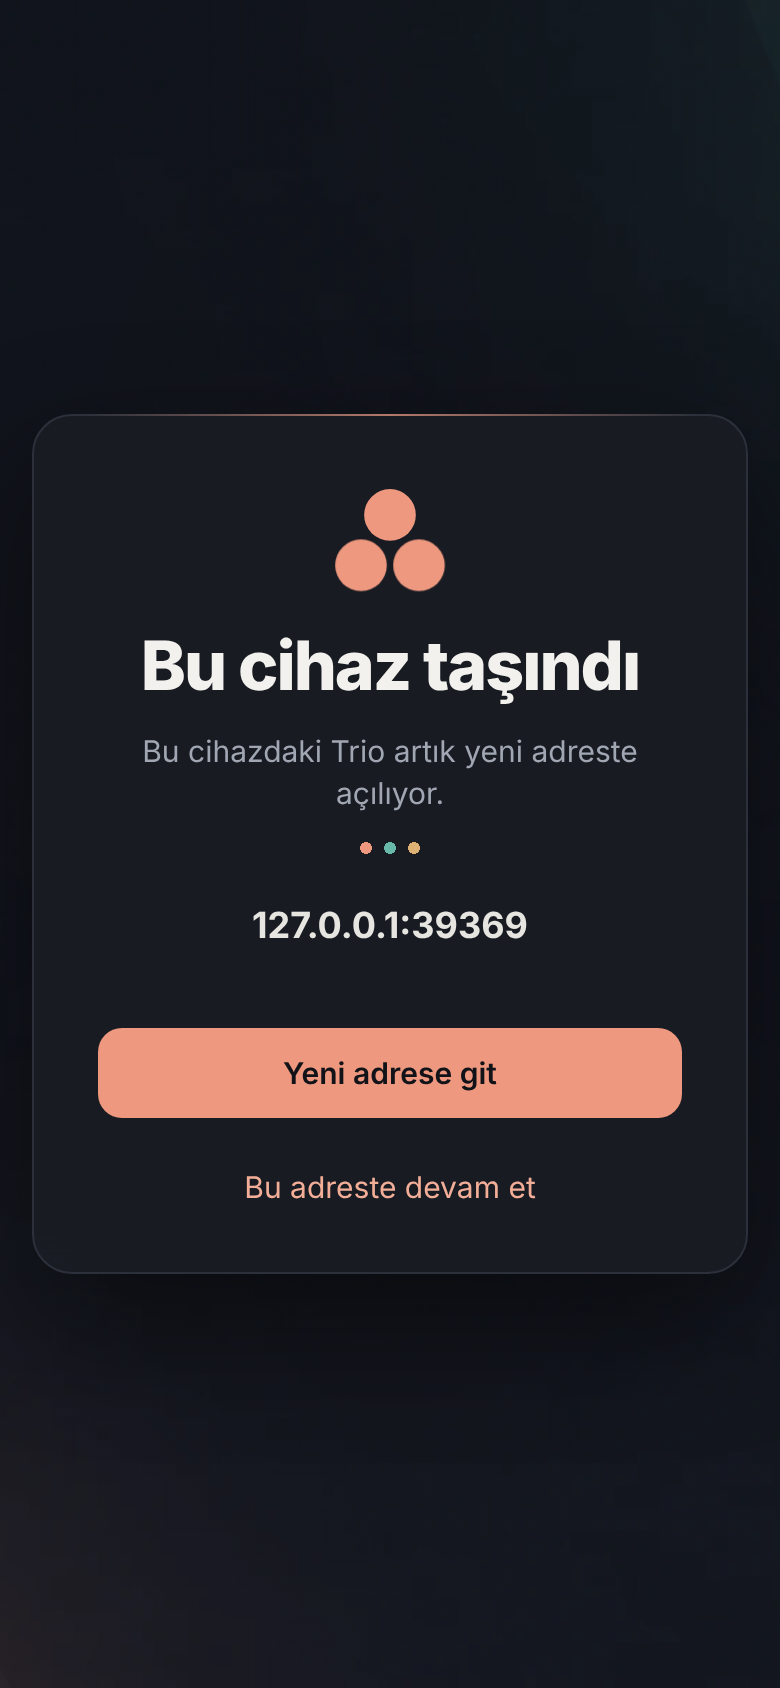 Bu cihaz taşındı
Bu cihazdaki Trio artık yeni adreste
açılıyor.
127.0.0.1:39369
Yeni adrese git
Bu adreste devam et